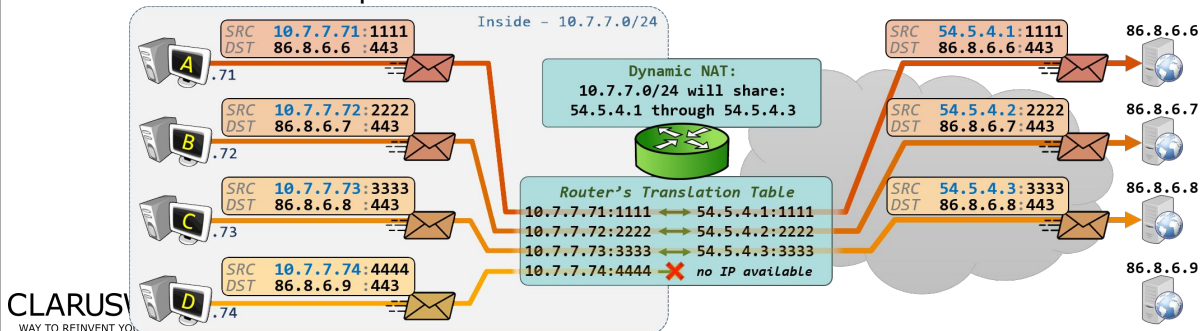 Inside – 10.7.7.0/24
SRC 10.7.7.71:1111
DST 86.8.6.6 :443
A
.71
SRC 10.7.7.72:2222
DST 86.8.6.7 :443
B
.72
SRC 10.7.7.73:3333
DST 86.8.6.8 :443
C
.73
SRC 10.7.7.74:4444
DST 86.8.6.9 :443
D
.74
Dynamic NAT:
10.7.7.0/24 will share:
54.5.4.1 through 54.5.4.3
Router's Translation Table
10.7.7.71:1111 54.5.4.1:1111
10.7.7.72:2222 54.5.4.2:2222
10.7.7.73:3333 54.5.4.3:3333
10.7.7.74:4444 no IP available
SRC 54.5.4.1:1111
DST 86.8.6.6:443
86.8.6.6
SRC 54.5.4.2:2222
DST 86.8.6.7:443
86.8.6.7
SRC 54.5.4.3:3333
DST 86.8.6.8:443
86.8.6.8
86.8.6.9
WAY TO REINVENT